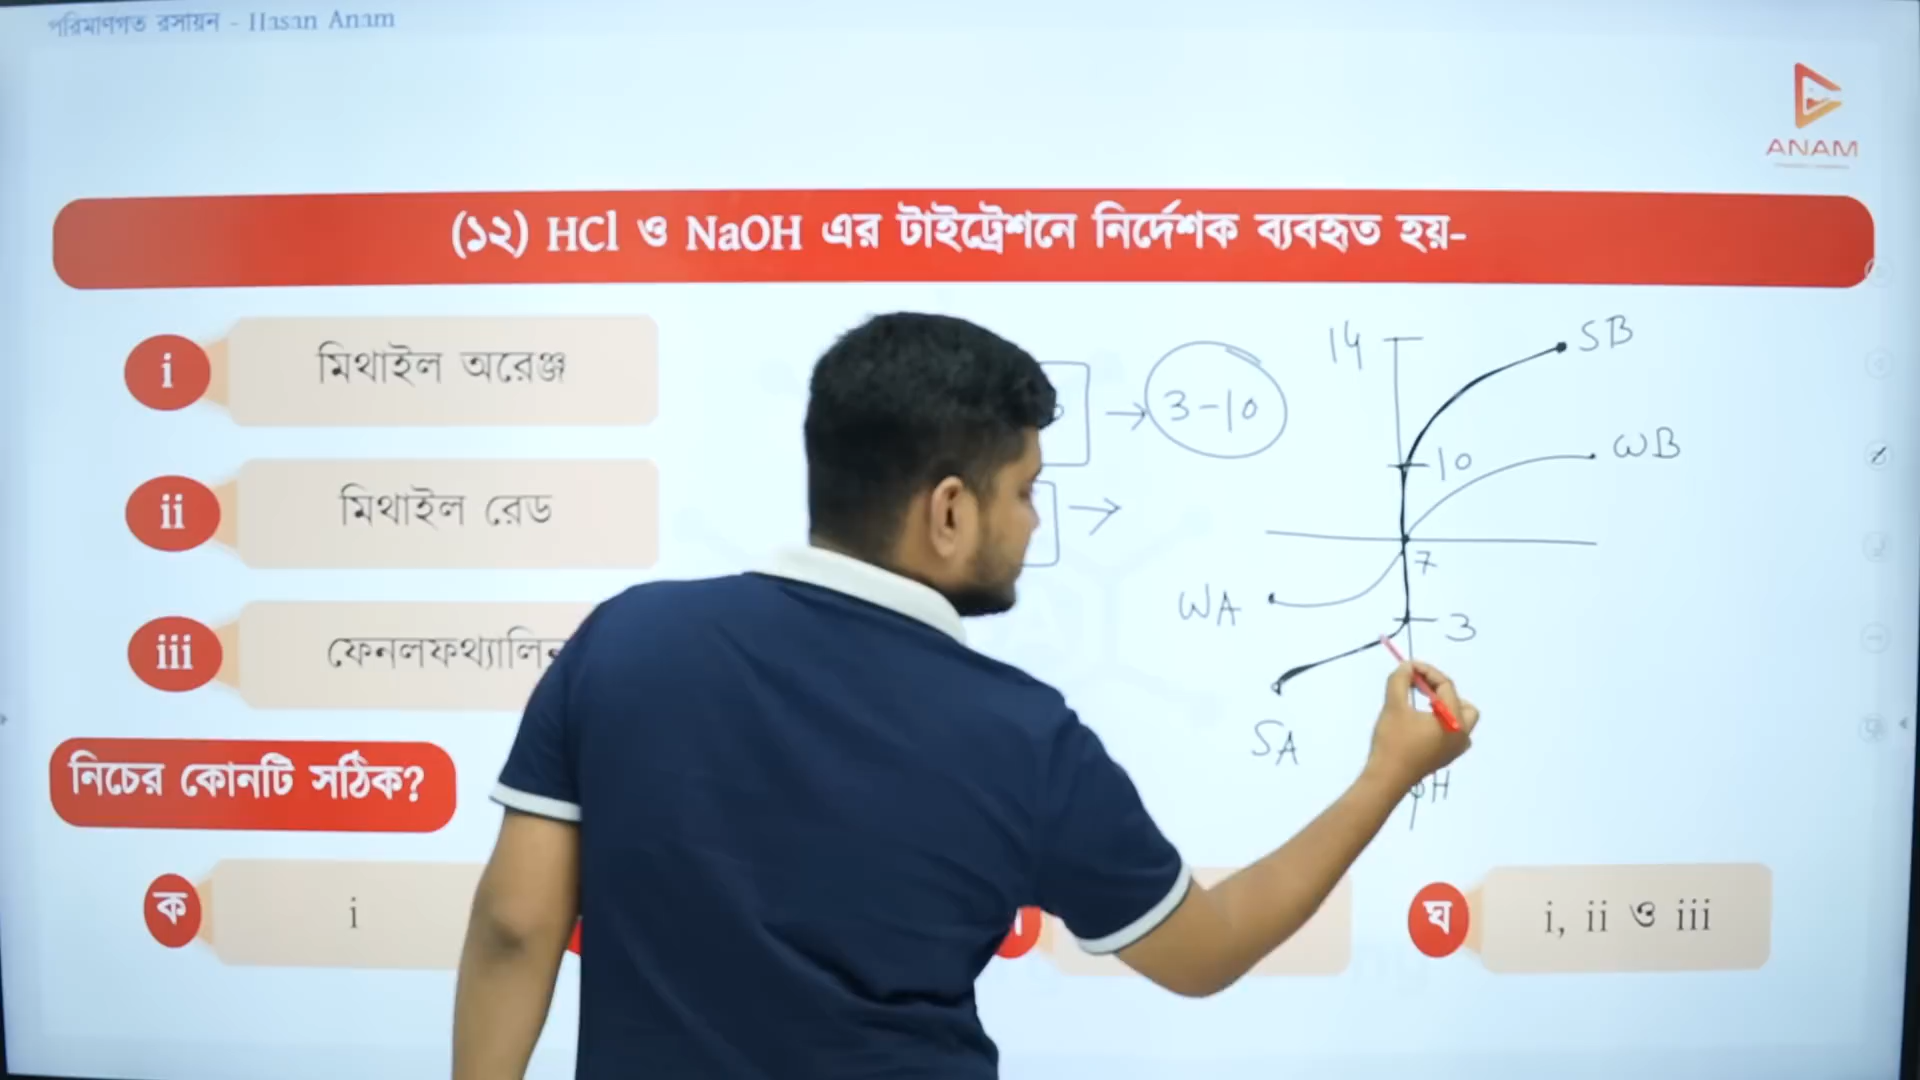 পরিমাণগত রসায়ন - Hasan Anam
ANAM
(১২) HCl ও NaOH এর টাইট্রেশনে নির্দেশক ব্যবহৃত হয়-
i মিথাইল অরেঞ্জ
ii মিথাইল রেড
iii
নিচের কোনটি সঠিক?
ক i
ঘ i, ii ও iii
→ 3-10
→
14
SB
10
WB
7
WA
3
SA
pH